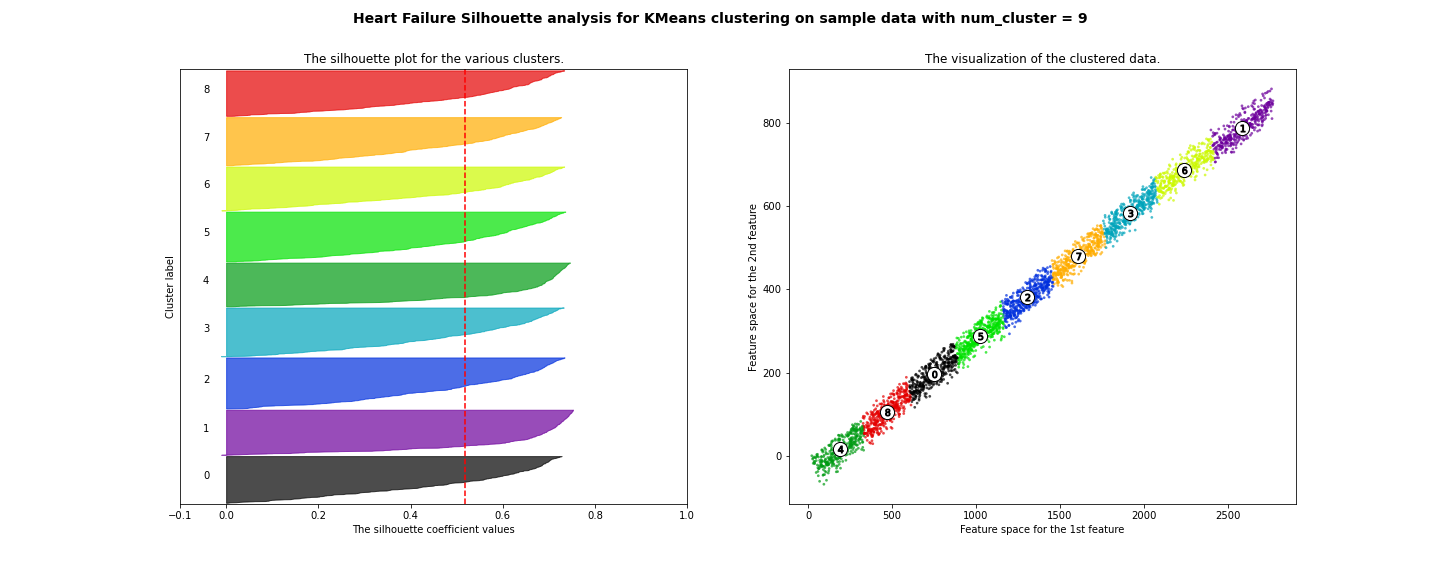 Heart Failure Silhouette analysis for KMeans clustering on sample data with num_cluster = 9
The silhouette plot for the various clusters.
8
7
6
5
4
3
2
1
0
Cluster label
−0.1 0.0 0.2 0.4 0.6 0.8 1.0
The silhouette coefficient values
The visualization of the clustered data.
800
600
400
200
0
Feature space for the 2nd feature
1
6
3
7
2
5
0
8
4
0 500 1000 1500 2000 2500
Feature space for the 1st feature